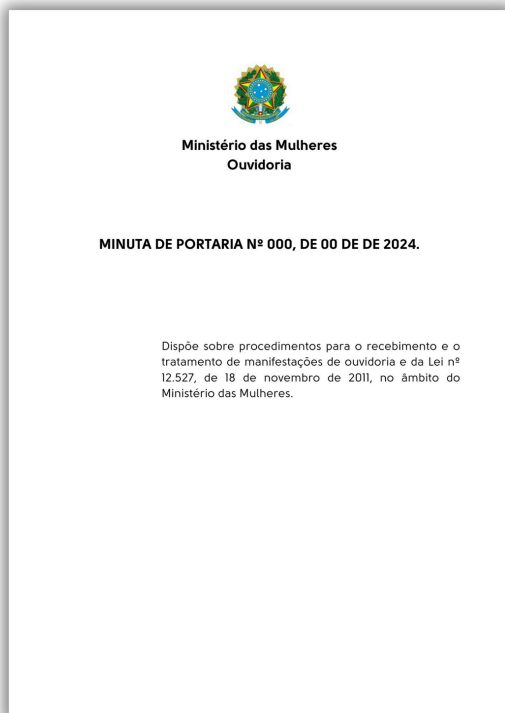 Ministério das Mulheres
Ouvidoria
MINUTA DE PORTARIA Nº 000, DE 00 DE DE 2024.
Dispõe sobre procedimentos para o recebimento e o
tratamento de manifestações de ouvidoria e da Lei nº
12.527, de 18 de novembro de 2011, no âmbito do
Ministério das Mulheres.